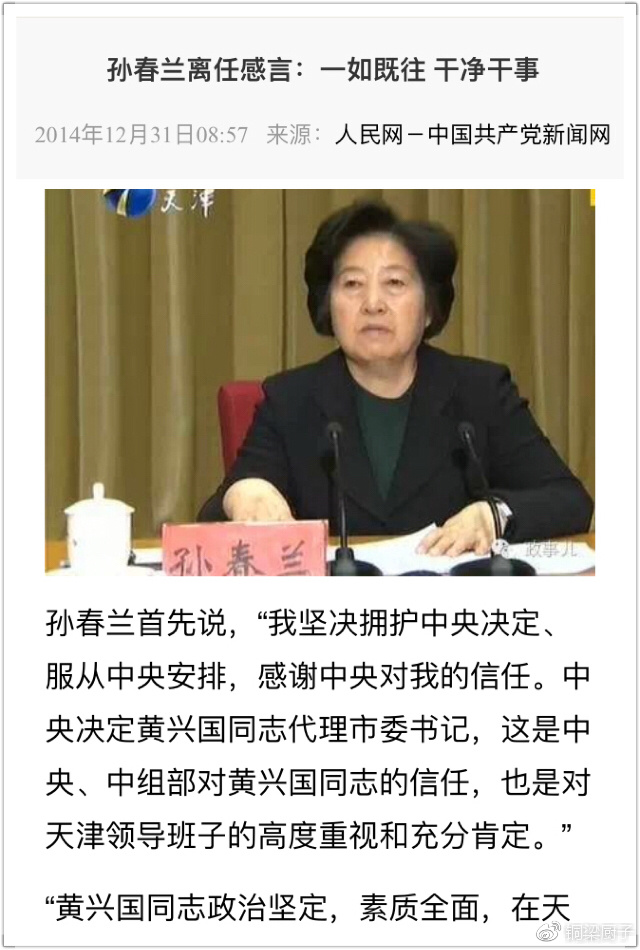 孙春兰离任感言：一如既往 干净干事
2014年12月31日08:57 来源：人民网－中国共产党新闻网
天津
孙春兰
政事儿
孙春兰首先说，“我坚决拥护中央决定、
服从中央安排，感谢中央对我的信任。中
央决定黄兴国同志代理市委书记，这是中
央、中组部对黄兴国同志的信任，也是对
天津领导班子的高度重视和充分肯定。”
“黄兴国同志政治坚定，素质全面，在天
铜梁厨子